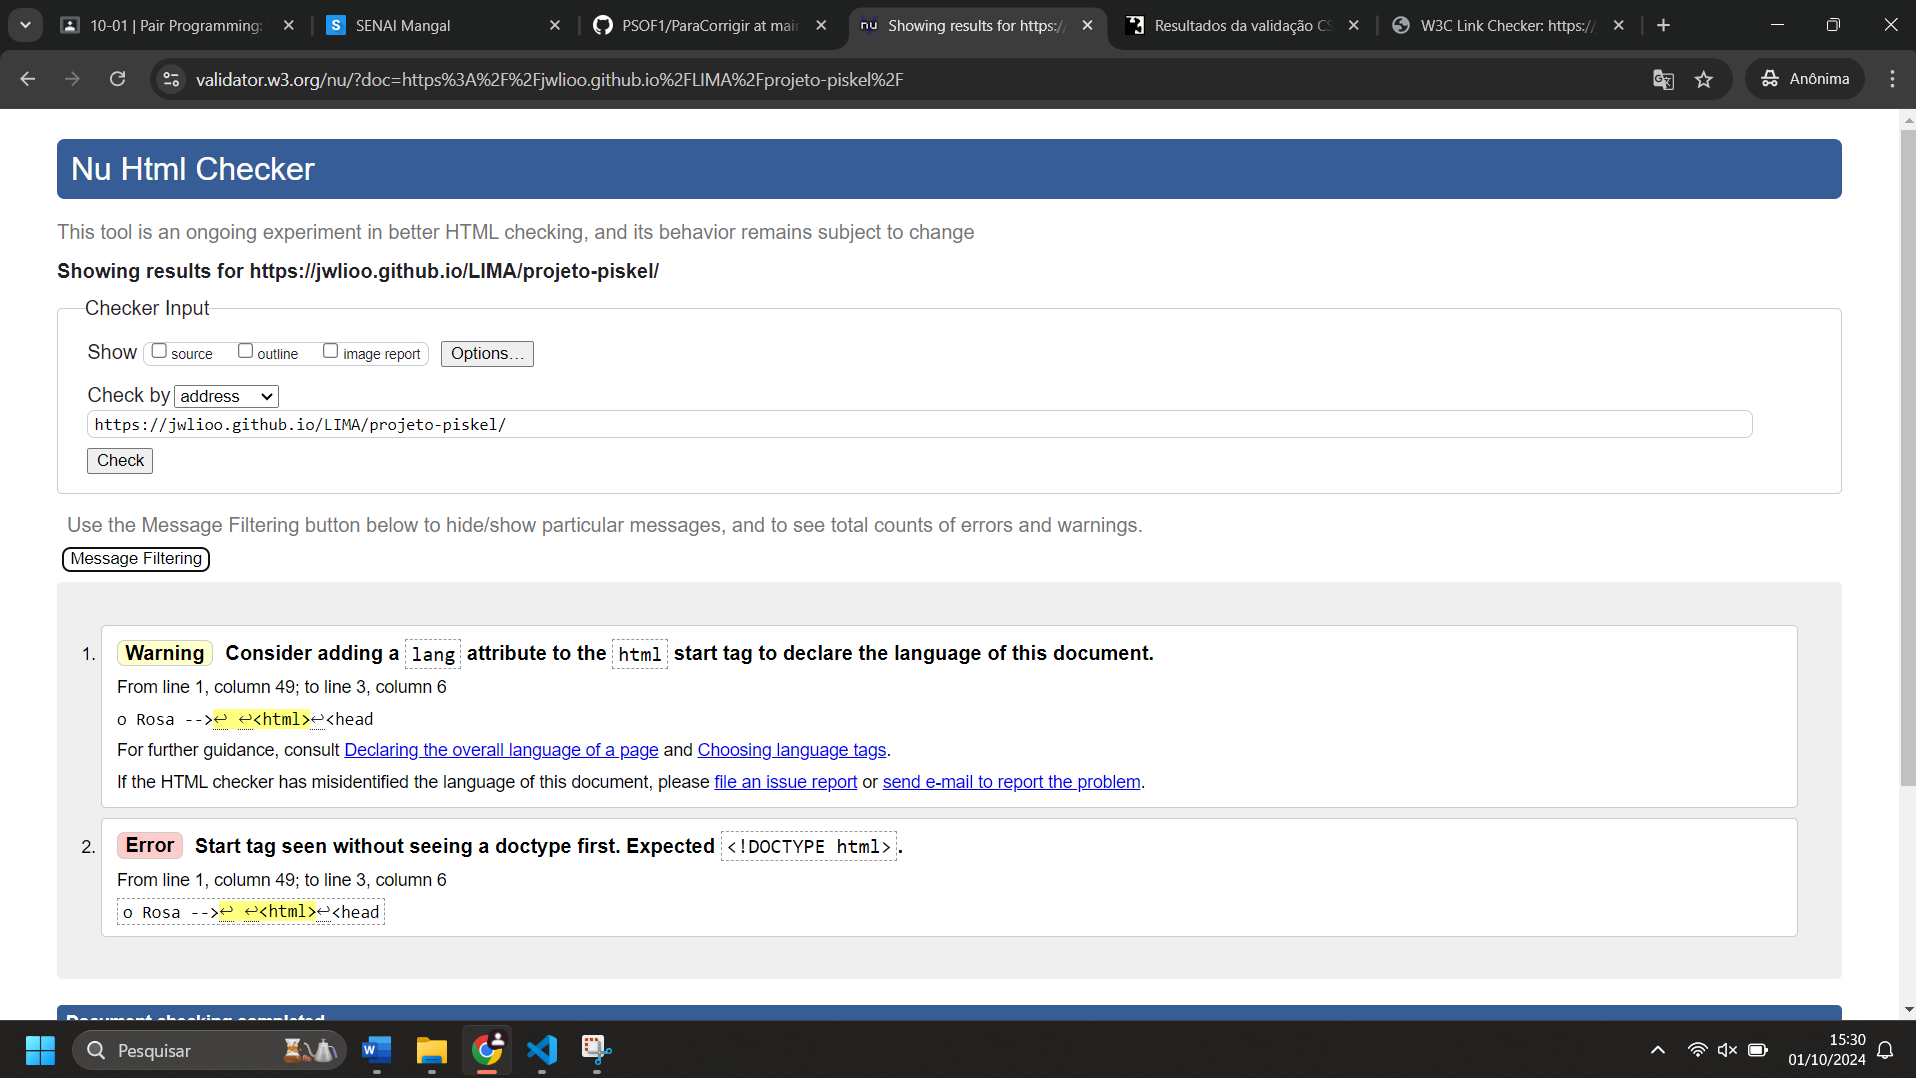 10-01 | Pair Programming:
SENAI Mangal
PSOF1/ParaCorrigir at mai
Showing results for https:/
Resultados da validação CS
W3C Link Checker: https://
validator.w3.org/nu/?doc=https%3A%2F%2Fjwlioo.github.io%2FLIMA%2Fprojeto-piskel%2F
Anônima
Nu Html Checker
This tool is an ongoing experiment in better HTML checking, and its behavior remains subject to change
Showing results for https://jwlioo.github.io/LIMA/projeto-piskel/
Checker Input
Show source outline image report Options…
Check by address
https://jwlioo.github.io/LIMA/projeto-piskel/
Check
Use the Message Filtering button below to hide/show particular messages, and to see total counts of errors and warnings.
Message Filtering
1. Warning Consider adding a lang attribute to the html start tag to declare the language of this document.
From line 1, column 49; to line 3, column 6
o Rosa -->↩ ↩<html>↩<head
For further guidance, consult Declaring the overall language of a page and Choosing language tags.
If the HTML checker has misidentified the language of this document, please file an issue report or send e-mail to report the problem.
2. Error Start tag seen without seeing a doctype first. Expected <!DOCTYPE html>.
From line 1, column 49; to line 3, column 6
o Rosa -->↩ ↩<html>↩<head
Document checking completed
Pesquisar
15:30
01/10/2024